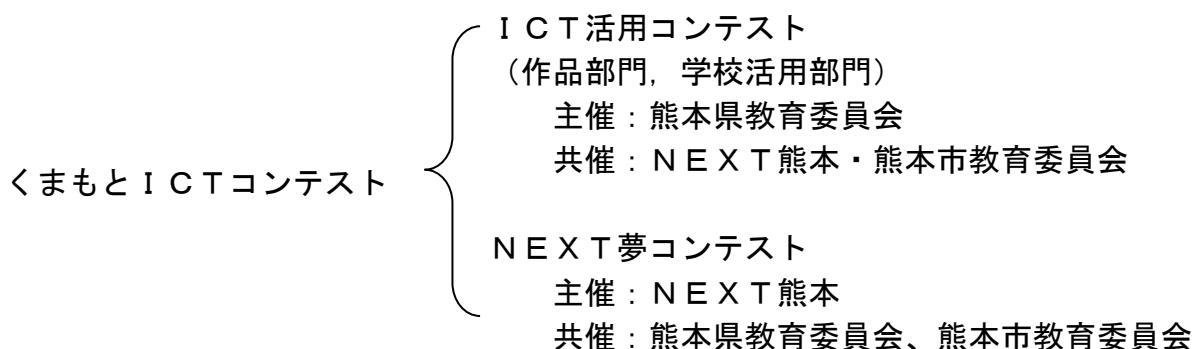 ＩＣＴ活用コンテスト
（作品部門，学校活用部門）
主催：熊本県教育委員会
共催：ＮＥＸＴ熊本・熊本市教育委員会
くまもとＩＣＴコンテスト
ＮＥＸＴ夢コンテスト
主催：ＮＥＸＴ熊本
共催：熊本県教育委員会、熊本市教育委員会